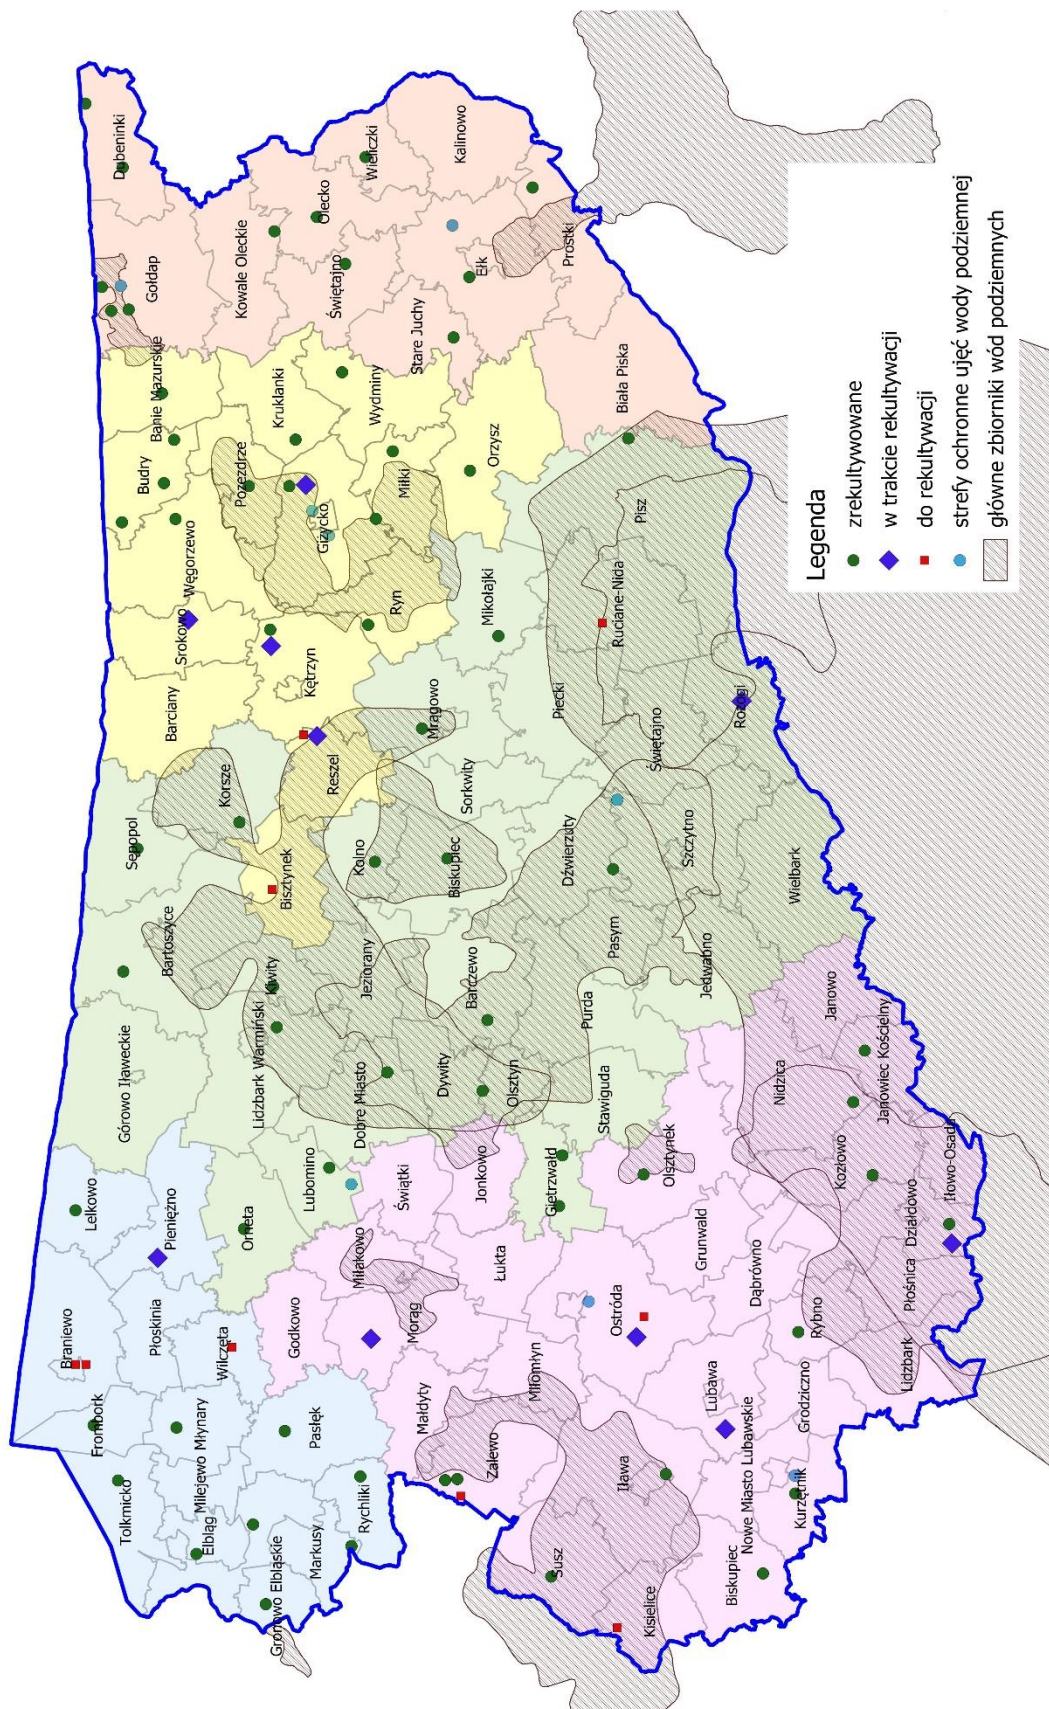 Dubeninki
Gołdap
Kowale Oleckie
Olecko
Wieliczki
Kalinowo
Świętajno
Ełk
Prostki
Stare Juchy
Biała Piska
Banie Mazurskie
Budry
Kruklanki
Wydminy
Pozezdrze
Giżycko
Miłki
Orzysz
Węgorzewo
Srokowo
Ryn
Kętrzyn
Barciany
Reszel
Bisztynek
Korsze
Sępopol
Bartoszyce
Górowo Iławeckie
Kiwity
Lidzbark Warmiński
Jeziorany
Kolno
Biskupiec
Mrągowo
Sorkwity
Mikołajki
Piecki
Ruciane-Nida
Pisz
Świętajno
Rozogi
Dźwierzuty
Szczytno
Pasym
Wielbark
Jedwabno
Barczewo
Purda
Dywity
Olsztyn
Dobre Miasto
Stawiguda
Lubomino
Orneta
Gietrzwałd
Jonkowo
Świątki
Lelkowo
Pieniężno
Braniewo
Płoskinia
Wilczęta
Frombork
Tolkmicko
Młynary
Milejewo
Elbląg
Pasłęk
Gronowo Elbląskie
Markusy
Rychliki
Godkowo
Miłakowo
Morąg
Łukta
Małdyty
Zalewo
Miłomłyn
Ostróda
Olsztynek
Grunwald
Dąbrówno
Iława
Susz
Kisielice
Lubawa
Nowe Miasto Lubawskie
Biskupiec
Kurzętnik
Grodziczno
Rybno
Lidzbark
Płośnica
Działdowo
Iłowo-Osada
Kozłowo
Nidzica
Janowo
Janowiec Kościelny
Legenda
zrekultywowane
w trakcie rekultywacji
do rekultywacji
strefy ochronne ujęć wody podziemnej
główne zbiorniki wód podziemnych